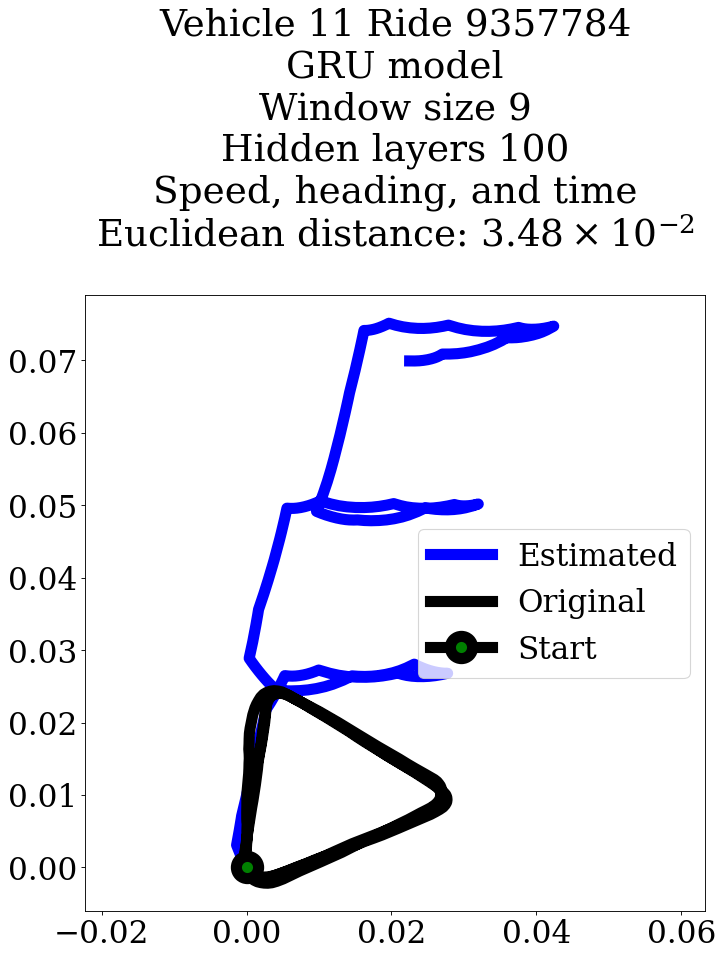 Vehicle 11 Ride 9357784
GRU model
Window size 9
Hidden layers 100
Speed, heading, and time
Euclidean distance: 3.48 × 10⁻²
0.07
0.06
0.05
0.04
0.03
0.02
0.01
0.00
Estimated
Original
Start
−0.02 0.00 0.02 0.04 0.06